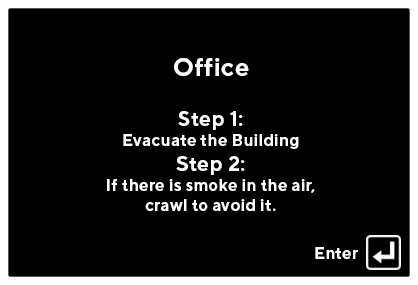 Office
Step 1:
Evacuate the Building
Step 2:
If there is smoke in the air,
crawl to avoid it.
Enter